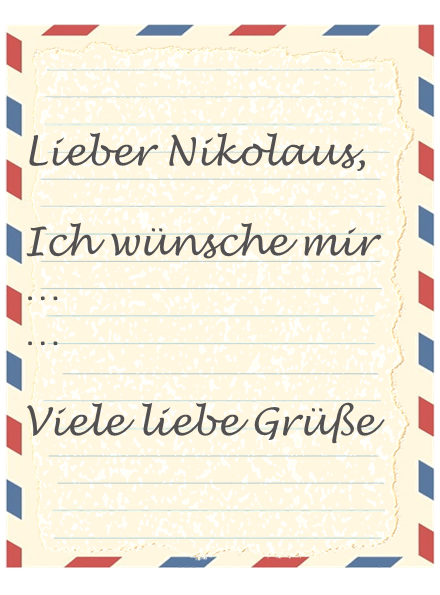 Lieber Nikolaus,
Ich wünsche mir
...
...
Viele liebe Grüße